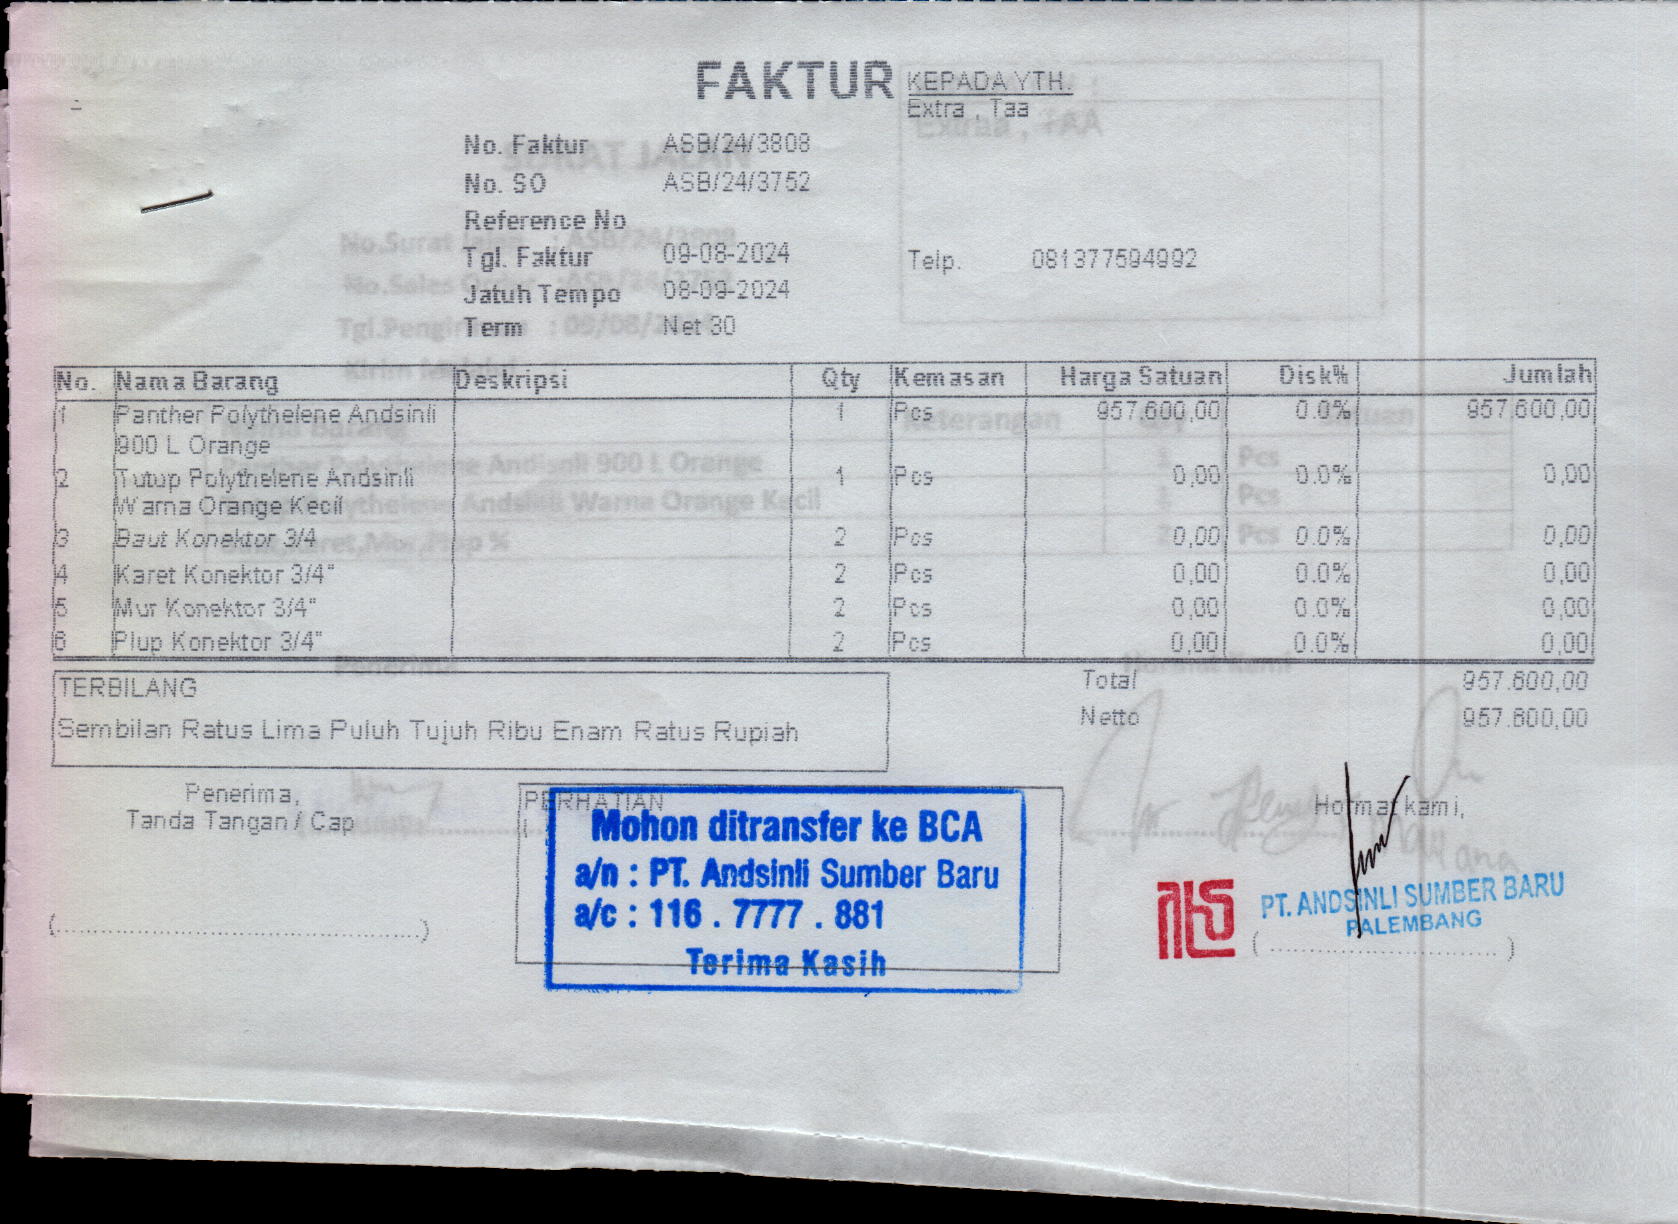 FAKTUR
KEPADA YTH.
Extra , Taa
No. Faktur ASB/24/3808
No. SO ASB/24/3752
Reference No
Tgl. Faktur 09-08-2024
Telp. 081377594992
Jatuh Tempo 08-09-2024
Term Net 30
No. Nama Barang Deskripsi Qty Kemasan Harga Satuan Disk% Jumlah
1 Panther Polythelene Andsinli 1 Pcs 957.600,00 0.0% 957.600,00
900 L Orange
2 Tutup Polythelene Andsinli 1 Pcs 0,00 0.0% 0,00
Warna Orange Kecil
3 Baut Konektor 3/4 2 Pcs 0,00 0.0% 0,00
4 Karet Konektor 3/4" 2 Pcs 0,00 0.0% 0,00
5 Mur Konektor 3/4" 2 Pcs 0,00 0.0% 0,00
6 Plup Konektor 3/4" 2 Pcs 0,00 0.0% 0,00
TERBILANG
Sembilan Ratus Lima Puluh Tujuh Ribu Enam Ratus Rupiah
Total 957.600,00
Netto 957.600,00
Penerima,
Tanda Tangan / Cap
PERHATIAN
Mohon ditransfer ke BCA
a/n : PT. Andsinli Sumber Baru
a/c : 116 . 7777 . 881
Terima Kasih
Hormat kami,
PT. ANDSINLI SUMBER BARU
PALEMBANG